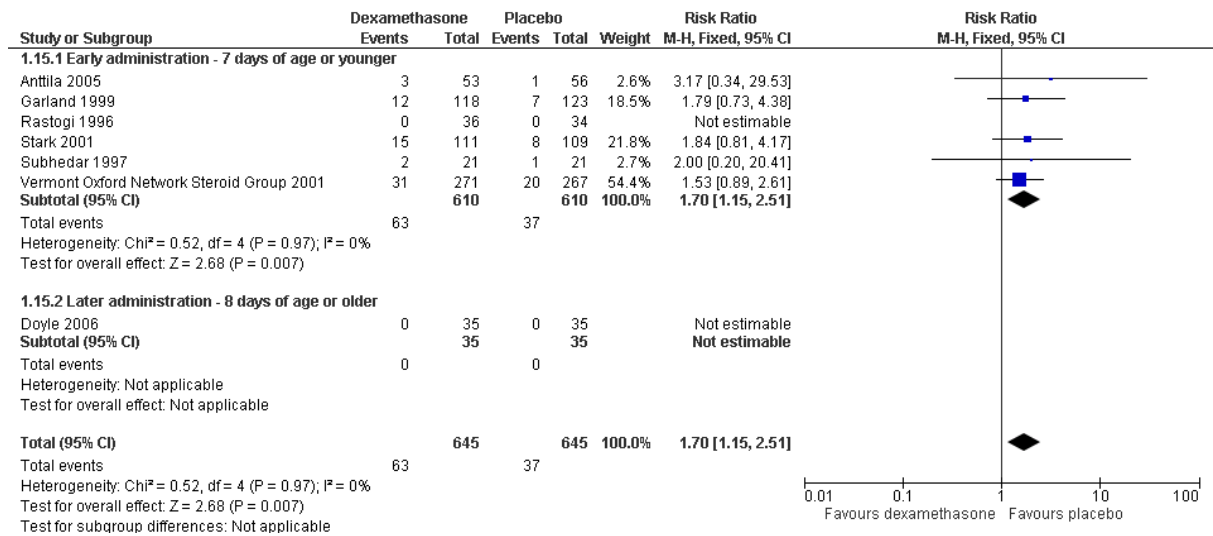 Dexamethasone Placebo Risk Ratio Risk Ratio
Study or Subgroup Events Total Events Total Weight M-H, Fixed, 95% CI M-H, Fixed, 95% CI
1.15.1 Early administration - 7 days of age or younger
Anttila 2005 3 53 1 56 2.6% 3.17 [0.34, 29.53]
Garland 1999 12 118 7 123 18.5% 1.79 [0.73, 4.38]
Rastogi 1996 0 36 0 34 Not estimable
Stark 2001 15 111 8 109 21.8% 1.84 [0.81, 4.17]
Subhedar 1997 2 21 1 21 2.7% 2.00 [0.20, 20.41]
Vermont Oxford Network Steroid Group 2001 31 271 20 267 54.4% 1.53 [0.89, 2.61]
Subtotal (95% CI) 610 610 100.0% 1.70 [1.15, 2.51]
Total events 63 37
Heterogeneity: Chi² = 0.52, df = 4 (P = 0.97); I² = 0%
Test for overall effect: Z = 2.68 (P = 0.007)
1.15.2 Later administration - 8 days of age or older
Doyle 2006 0 35 0 35 Not estimable
Subtotal (95% CI) 35 35 Not estimable
Total events 0 0
Heterogeneity: Not applicable
Test for overall effect: Not applicable
Total (95% CI) 645 645 100.0% 1.70 [1.15, 2.51]
Total events 63 37
Heterogeneity: Chi² = 0.52, df = 4 (P = 0.97); I² = 0%
Test for overall effect: Z = 2.68 (P = 0.007)
Test for subgroup differences: Not applicable
0.01 0.1 1 10 100
Favours dexamethasone Favours placebo